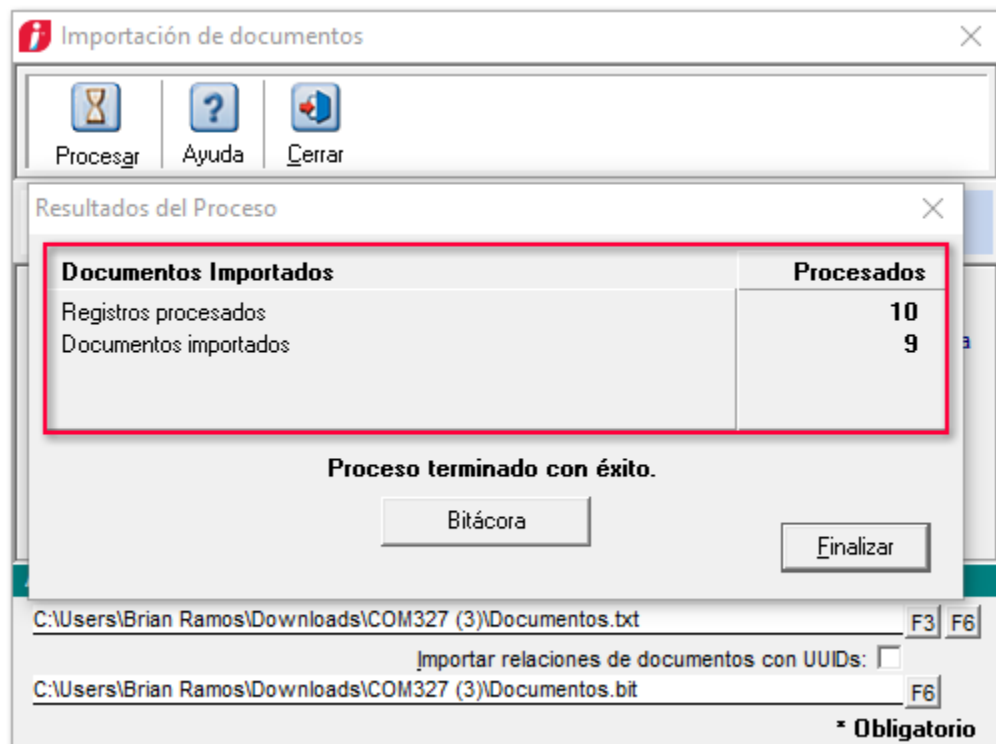 Importación de documentos
Procesar Ayuda Cerrar
Resultados del Proceso
Documentos Importados Procesados
Registros procesados 10
Documentos importados 9
a
Proceso terminado con éxito.
Bitácora
Finalizar
C:\Users\Brian Ramos\Downloads\COM327 (3)\Documentos.txt F3 F6
Importar relaciones de documentos con UUIDs:
C:\Users\Brian Ramos\Downloads\COM327 (3)\Documentos.bit F6
* Obligatorio